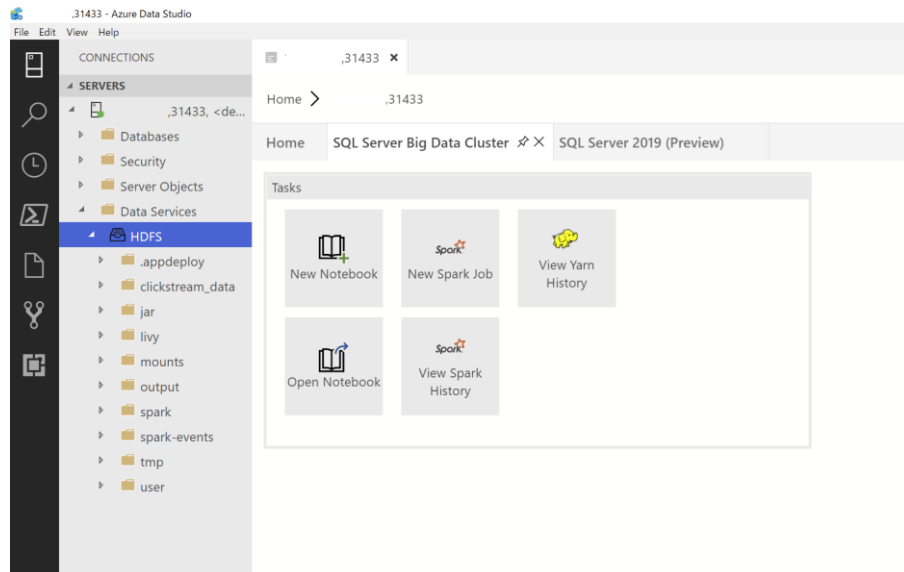 ,31433 - Azure Data Studio
File Edit View Help
CONNECTIONS
SERVERS
,31433, <de...
Databases
Security
Server Objects
Data Services
HDFS
.appdeploy
clickstream_data
jar
livy
mounts
output
spark
spark-events
tmp
user
,31433
Home ,31433
Home SQL Server Big Data Cluster SQL Server 2019 (Preview)
Tasks
New Notebook
Spark
New Spark Job
View Yarn
History
Open Notebook
Spark
View Spark
History